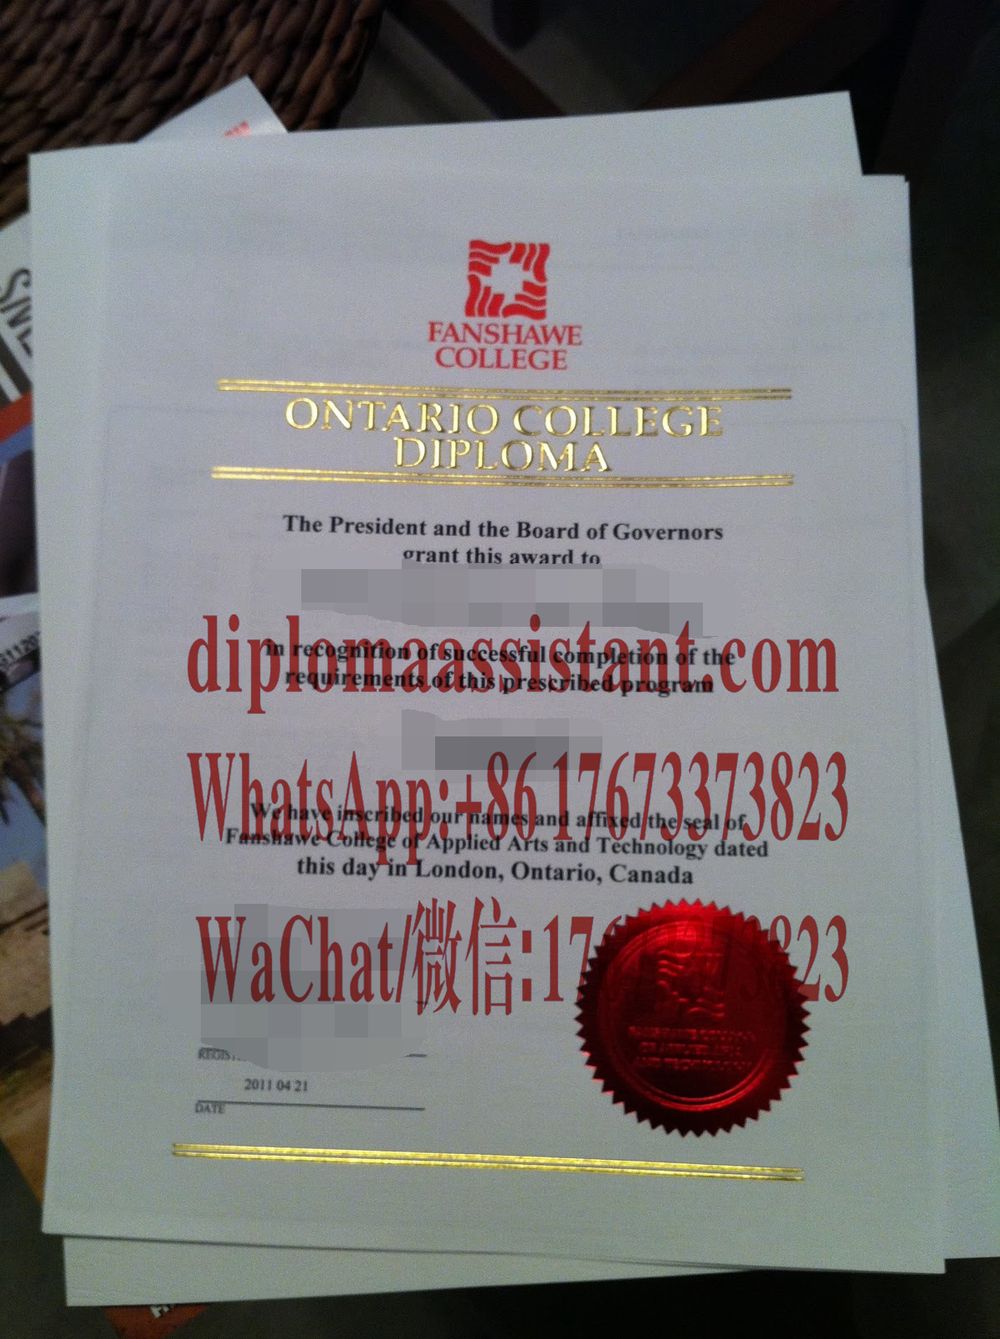 FANSHAWE
COLLEGE
ONTARIO COLLEGE
DIPLOMA
The President and the Board of Governors
grant this award to
diplomaassistant.com
in recognition of successful completion of the
requirements of this prescribed program
WhatsApp:+86 17673373823
We have inscribed our names and affixed the seal of
Fanshawe College of Applied Arts and Technology dated
this day in London, Ontario, Canada
WaChat/微信:17
823
2011 04 21
DATE